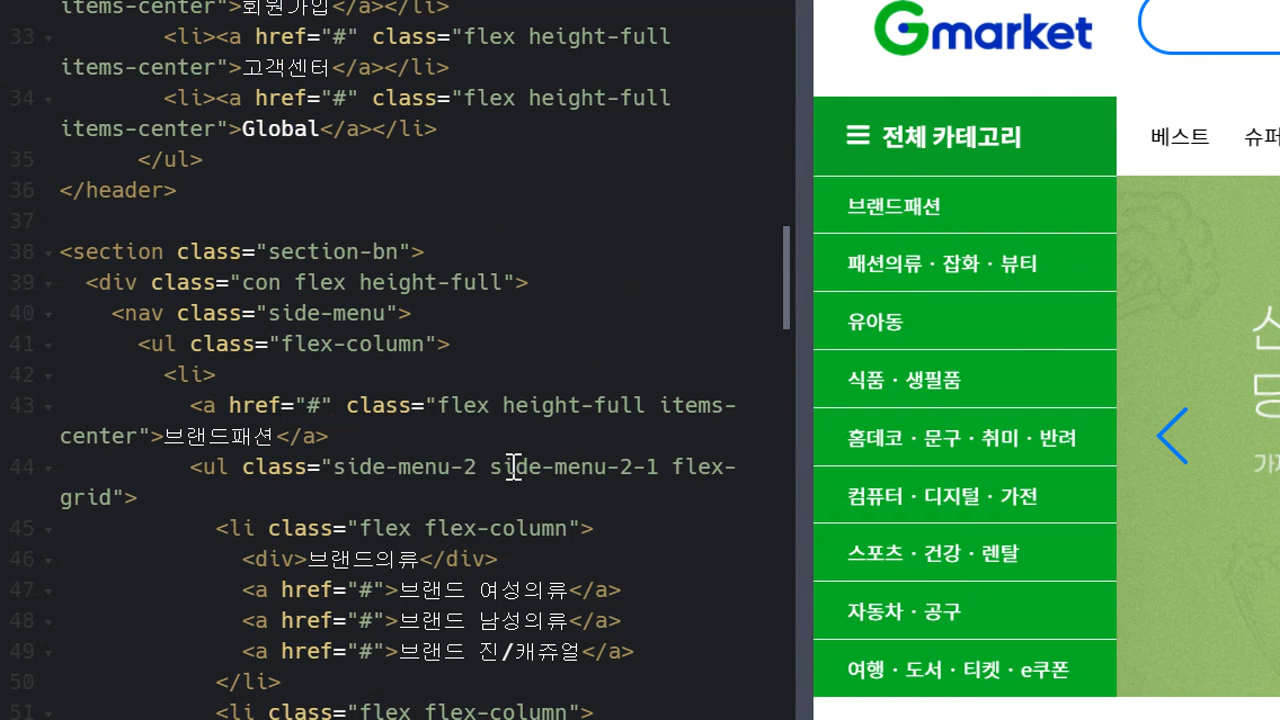 items-center">회원가입</a></li>
33 <li><a href="#" class="flex height-full
items-center">고객센터</a></li>
34 <li><a href="#" class="flex height-full
items-center">Global</a></li>
35 </ul>
36 </header>
37
38 <section class="section-bn">
39 <div class="con flex height-full">
40 <nav class="side-menu">
41 <ul class="flex-column">
42 <li>
43 <a href="#" class="flex height-full items-
center">브랜드패션</a>
44 <ul class="side-menu-2 side-menu-2-1 flex-
grid">
45 <li class="flex flex-column">
46 <div>브랜드의류</div>
47 <a href="#">브랜드 여성의류</a>
48 <a href="#">브랜드 남성의류</a>
49 <a href="#">브랜드 진/캐쥬얼</a>
50 </li>
51 <li class="flex flex-column">
Gmarket
전체 카테고리
베스트 슈퍼
브랜드패션
패션의류 · 잡화 · 뷰티
유아동
식품 · 생필품
홈데코 · 문구 · 취미 · 반려
컴퓨터 · 디지털 · 가전
스포츠 · 건강 · 렌탈
자동차 · 공구
여행 · 도서 · 티켓 · e쿠폰